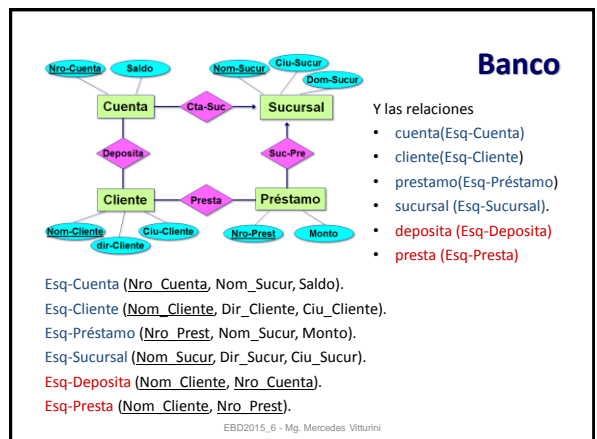 Banco
Nro-Cuenta
Saldo
Nom-Sucur
Ciu-Sucur
Dom-Sucur
Cuenta
Cta-Suc
Sucursal
Deposita
Suc-Pre
Cliente
Presta
Préstamo
Nom-Cliente
dir-Cliente
Ciu-Cliente
Nro-Prest
Monto
Y las relaciones
• cuenta(Esq-Cuenta)
• cliente(Esq-Cliente)
• prestamo(Esq-Préstamo)
• sucursal (Esq-Sucursal).
• deposita (Esq-Deposita)
• presta (Esq-Presta)
Esq-Cuenta (Nro_Cuenta, Nom_Sucur, Saldo).
Esq-Cliente (Nom_Cliente, Dir_Cliente, Ciu_Cliente).
Esq-Préstamo (Nro_Prest, Nom_Sucur, Monto).
Esq-Sucursal (Nom_Sucur, Dir_Sucur, Ciu_Sucur).
Esq-Deposita (Nom_Cliente, Nro_Cuenta).
Esq-Presta (Nom_Cliente, Nro_Prest).
EBD2015_6 - Mg. Mercedes Vitturini